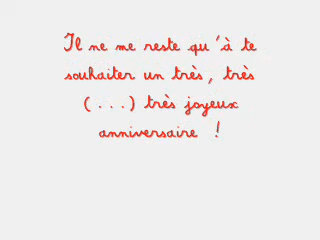 Il ne me reste qu'à te
souhaiter un très, très
(...) très joyeux
anniversaire !